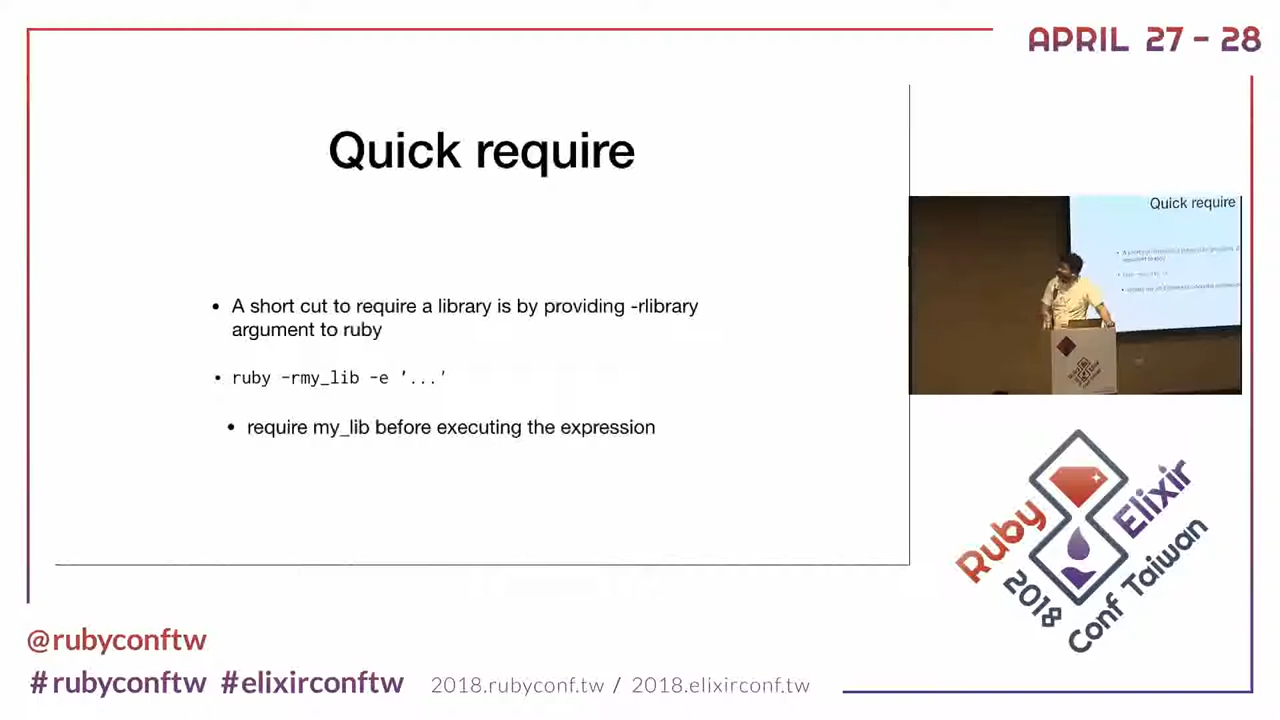 APRIL 27 - 28
Quick require
• A short cut to require a library is by providing -rlibrary
argument to ruby
• ruby -rmy_lib -e '...'
• require my_lib before executing the expression
Quick require
Ruby Elixir
2018 Conf Taiwan
@rubyconftw
#rubyconftw #elixirconftw 2018.rubyconf.tw / 2018.elixirconf.tw